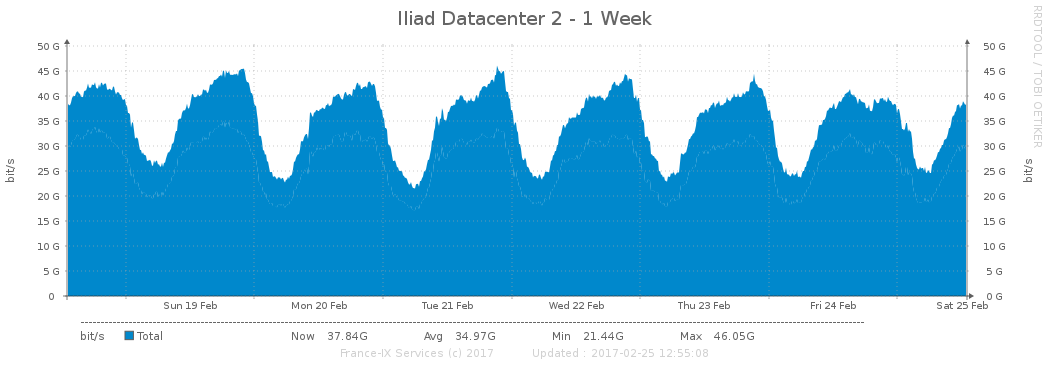 Iliad Datacenter 2 - 1 Week
RRDTOOL / TOBI OETIKER
bit/s
50 G 50 G
45 G 45 G
40 G 40 G
35 G 35 G
30 G 30 G
25 G 25 G
20 G 20 G
15 G 15 G
10 G 10 G
5 G 5 G
0 0 G
bit/s
Sun 19 Feb Mon 20 Feb Tue 21 Feb Wed 22 Feb Thu 23 Feb Fri 24 Feb Sat 25 Feb
bit/s Total Now 37.84G Avg 34.97G Min 21.44G Max 46.05G
France-IX Services (c) 2017 Updated : 2017-02-25 12:55:08